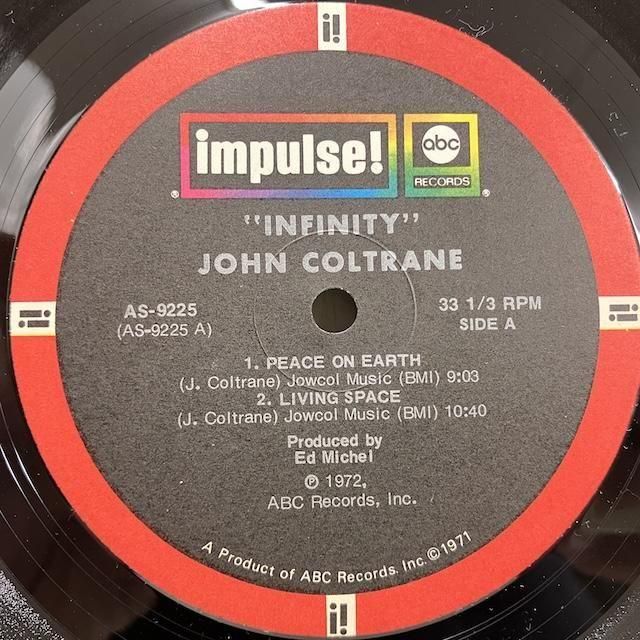 i!
impulse!
abc
RECORDS
®
®
"INFINITY"
JOHN COLTRANE
AS-9225
(AS-9225 A)
33 1/3 RPM
SIDE A
i!
i!
1. PEACE ON EARTH
(J. Coltrane) Jowcol Music (BMI) 9:03
2. LIVING SPACE
(J. Coltrane) Jowcol Music (BMI) 10:40
Produced by
Ed Michel
℗ 1972,
ABC Records, Inc.
A Product of ABC Records. Inc. © 1971
i!